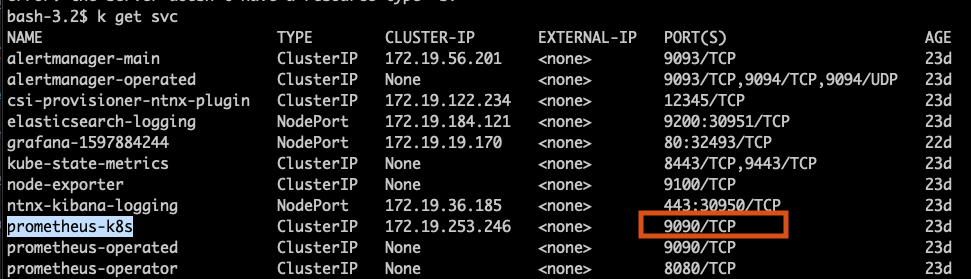 bash-3.2$ k get svc
NAME TYPE CLUSTER-IP EXTERNAL-IP PORT(S) AGE
alertmanager-main ClusterIP 172.19.56.201 <none> 9093/TCP 23d
alertmanager-operated ClusterIP None <none> 9093/TCP,9094/TCP,9094/UDP 23d
csi-provisioner-ntnx-plugin ClusterIP 172.19.122.234 <none> 12345/TCP 23d
elasticsearch-logging NodePort 172.19.184.121 <none> 9200:30951/TCP 23d
grafana-1597884244 NodePort 172.19.19.170 <none> 80:32493/TCP 22d
kube-state-metrics ClusterIP None <none> 8443/TCP,9443/TCP 23d
node-exporter ClusterIP None <none> 9100/TCP 23d
ntnx-kibana-logging NodePort 172.19.36.185 <none> 443:30950/TCP 23d
prometheus-k8s ClusterIP 172.19.253.246 <none> 9090/TCP 23d
prometheus-operated ClusterIP None <none> 9090/TCP 23d
prometheus-operator ClusterIP None <none> 8080/TCP 23d